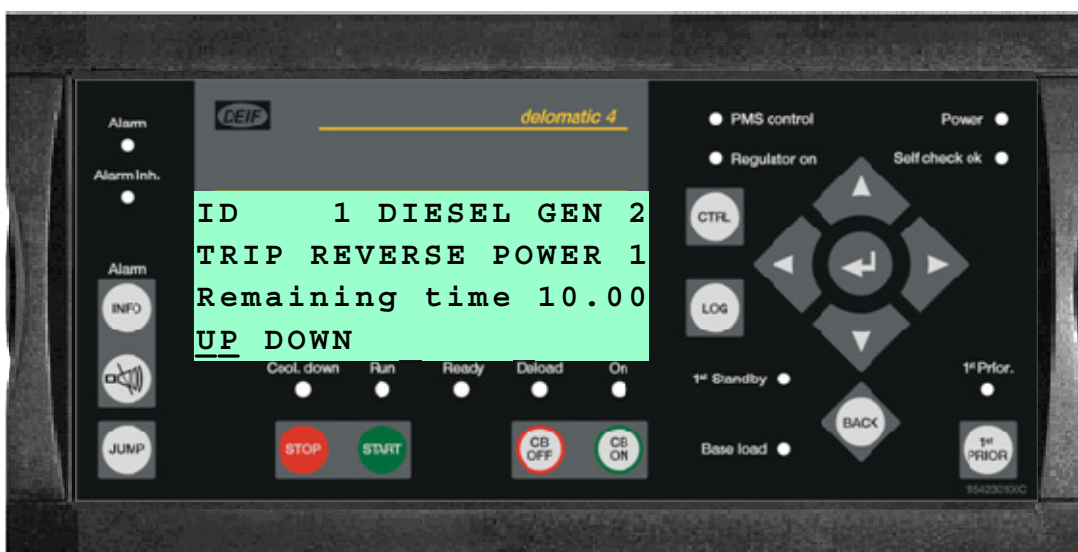 DEIF
delomatic 4
Alarm
Alarm Inh.
PMS control
Power
Regulator on
Self check ok
ID 1 DIESEL GEN 2
TRIP REVERSE POWER 1
Remaining time 10.00
UP DOWN
CTRL
LOG
Alarm
INFO
JUMP
Cool. down
Run
Ready
Deload
On
STOP
START
CB
OFF
CB
ON
1st Standby
Base load
BACK
1st Prior.
1st
PRIOR